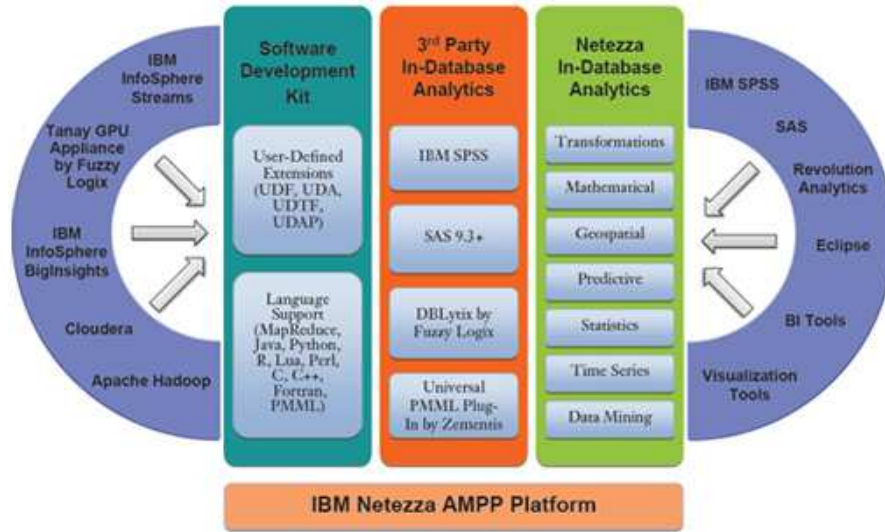 IBM
InfoSphere
Streams
Tanay GPU
Appliance
by Fuzzy
Logix
IBM
InfoSphere
BigInsights
Cloudera
Apache Hadoop
Software
Development
Kit
User-Defined
Extensions
(UDF, UDA,
UDTF,
UDAP)
Language
Support
(MapReduce,
Java, Python,
R, Lua, Perl,
C, C++,
Fortran,
PMML)
3rd Party
In-Database
Analytics
IBM SPSS
SAS 9.3+
DBLytix by
Fuzzy Logix
Universal
PMML Plug-
In by Zementis
Netezza
In-Database
Analytics
Transformations
Mathematical
Geospatial
Predictive
Statistics
Time Series
Data Mining
IBM SPSS
SAS
Revolution
Analytics
Eclipse
BI Tools
Visualization
Tools
IBM Netezza AMPP Platform